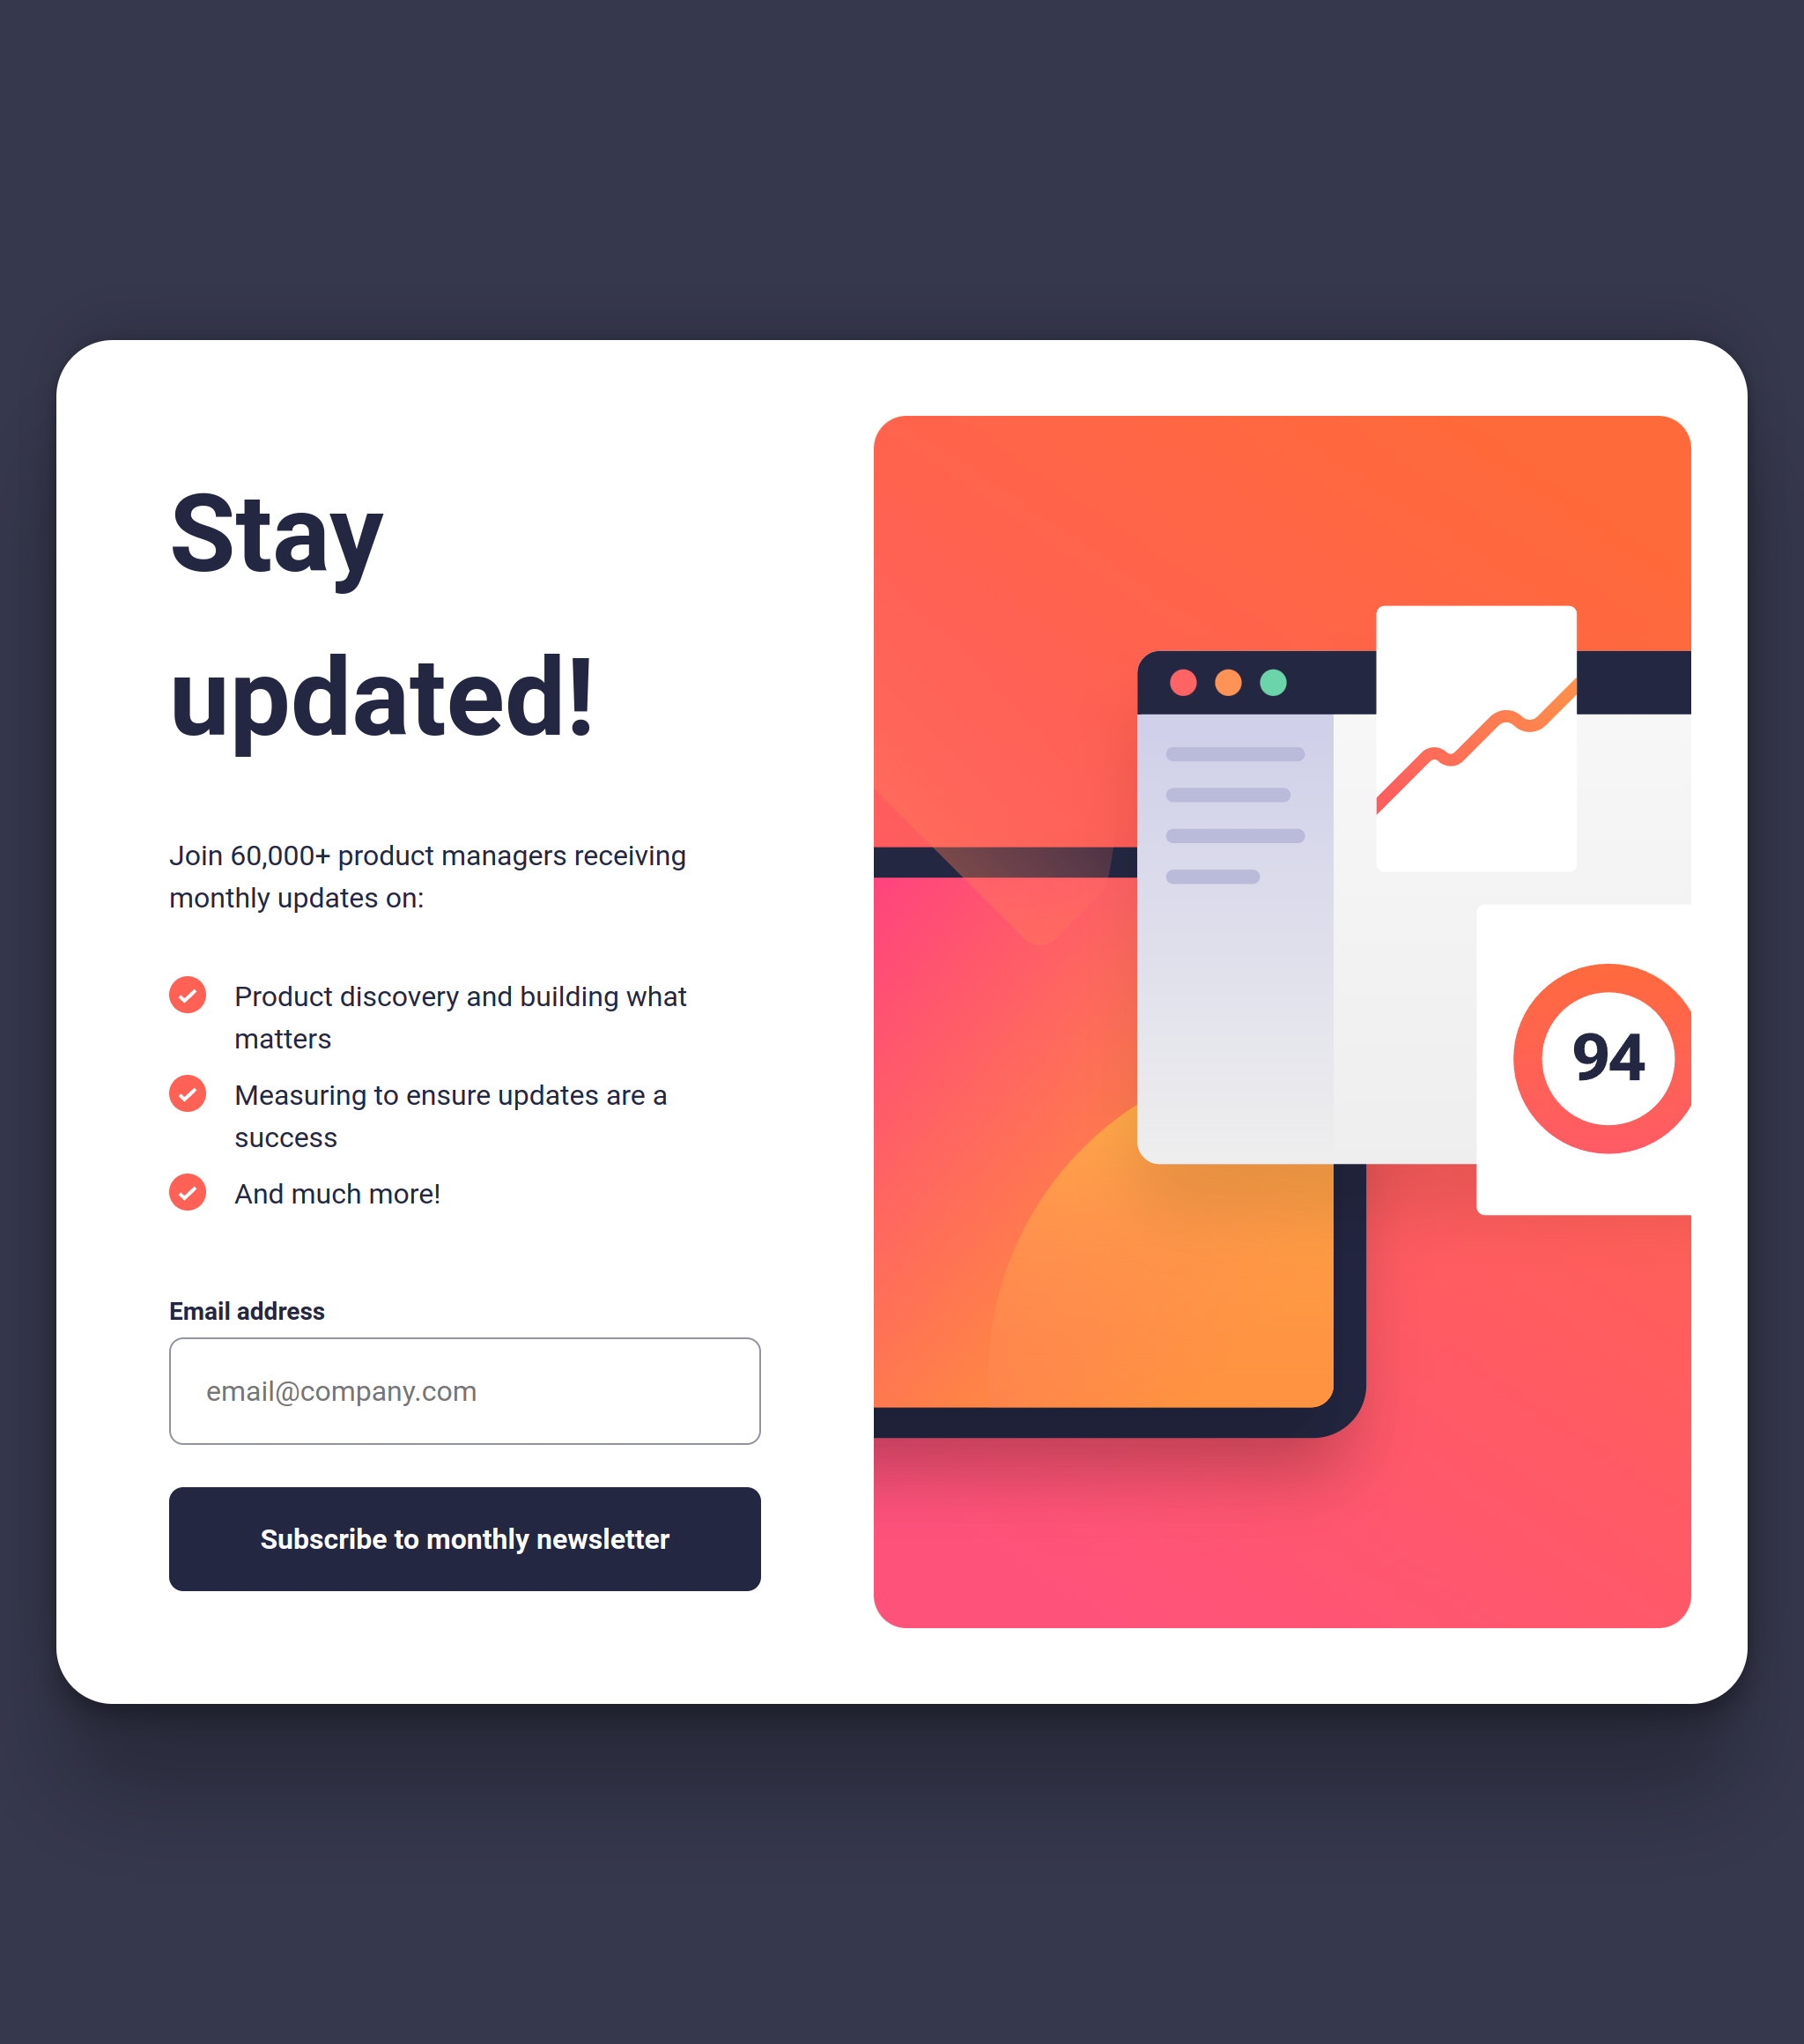 Stay
updated!
Join 60,000+ product managers receiving
monthly updates on:
Product discovery and building what
matters
Measuring to ensure updates are a
success
And much more!
Email address
email@company.com
Subscribe to monthly newsletter
94